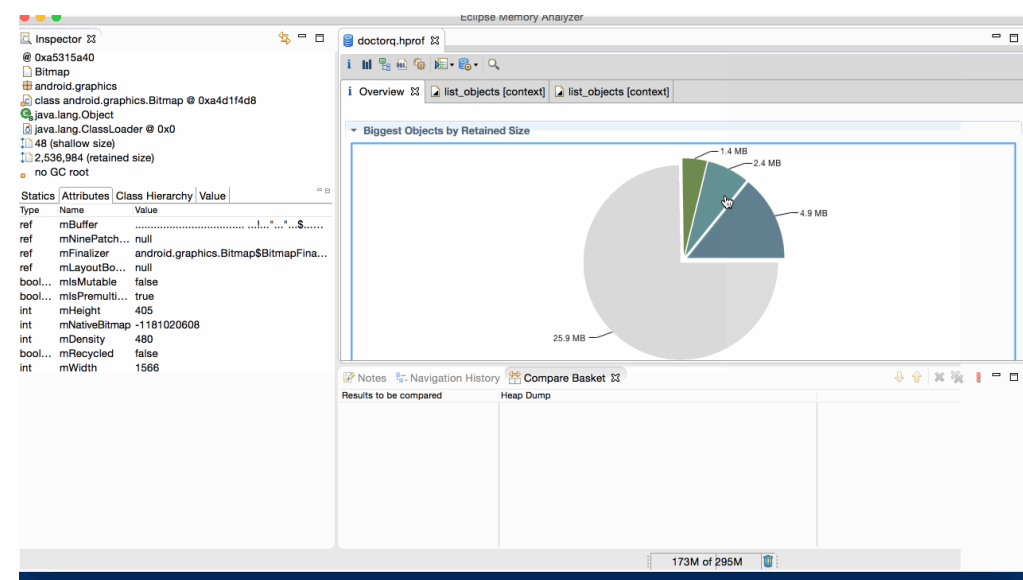 Eclipse Memory Analyzer
Inspector
@ 0xa5315a40
Bitmap
android.graphics
class android.graphics.Bitmap @ 0xa4d1f4d8
java.lang.Object
java.lang.ClassLoader @ 0x0
48 (shallow size)
2,536,984 (retained size)
no GC root
Statics Attributes Class Hierarchy Value
Type Name Value
ref mBuffer .................................. ...!..."..."...$......
ref mNinePatch... null
ref mFinalizer android.graphics.Bitmap$BitmapFina...
ref mLayoutBo... null
bool... mIsMutable false
bool... mIsPremulti... true
int mHeight 405
int mNativeBitmap -1181020608
int mDensity 480
bool... mRecycled false
int mWidth 1566
doctorq.hprof
i Overview list_objects [context] list_objects [context]
Biggest Objects by Retained Size
1.4 MB
2.4 MB
4.9 MB
25.9 MB
Notes Navigation History Compare Basket
Results to be compared Heap Dump
173M of 295M